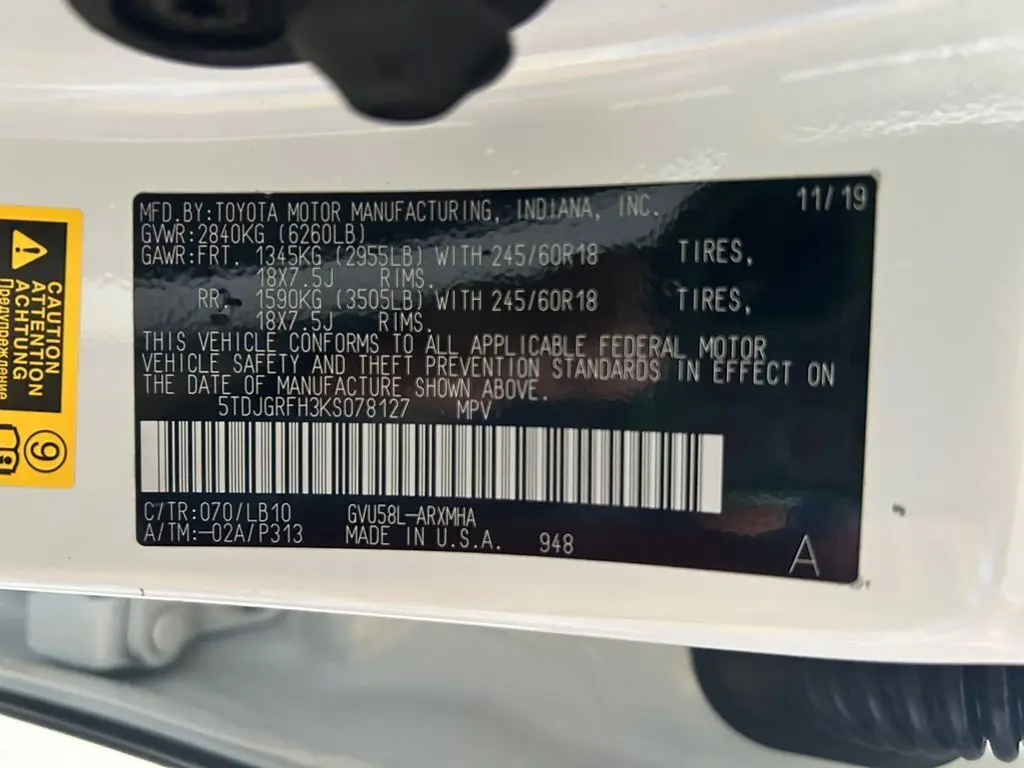 MFD.BY:TOYOTA MOTOR MANUFACTURING, INDIANA, INC. 11/19
GVWR:2840KG (6260LB)
GAWR:FRT. 1345KG (2955LB) WITH 245/60R18 TIRES,
18X7.5J RIMS.
RR. 1590KG (3505LB) WITH 245/60R18 TIRES,
18X7.5J RIMS.
THIS VEHICLE CONFORMS TO ALL APPLICABLE FEDERAL MOTOR
VEHICLE SAFETY AND THEFT PREVENTION STANDARDS IN EFFECT ON
THE DATE OF MANUFACTURE SHOWN ABOVE.
5TDJGRFH3KS078127 MPV
C/TR:070/LB10 GVU58L-ARXMHA
A/TM:-02A/P313 MADE IN U.S.A. 948
A
CAUTION
ATTENTION
ACHTUNG
Предупреждение
9